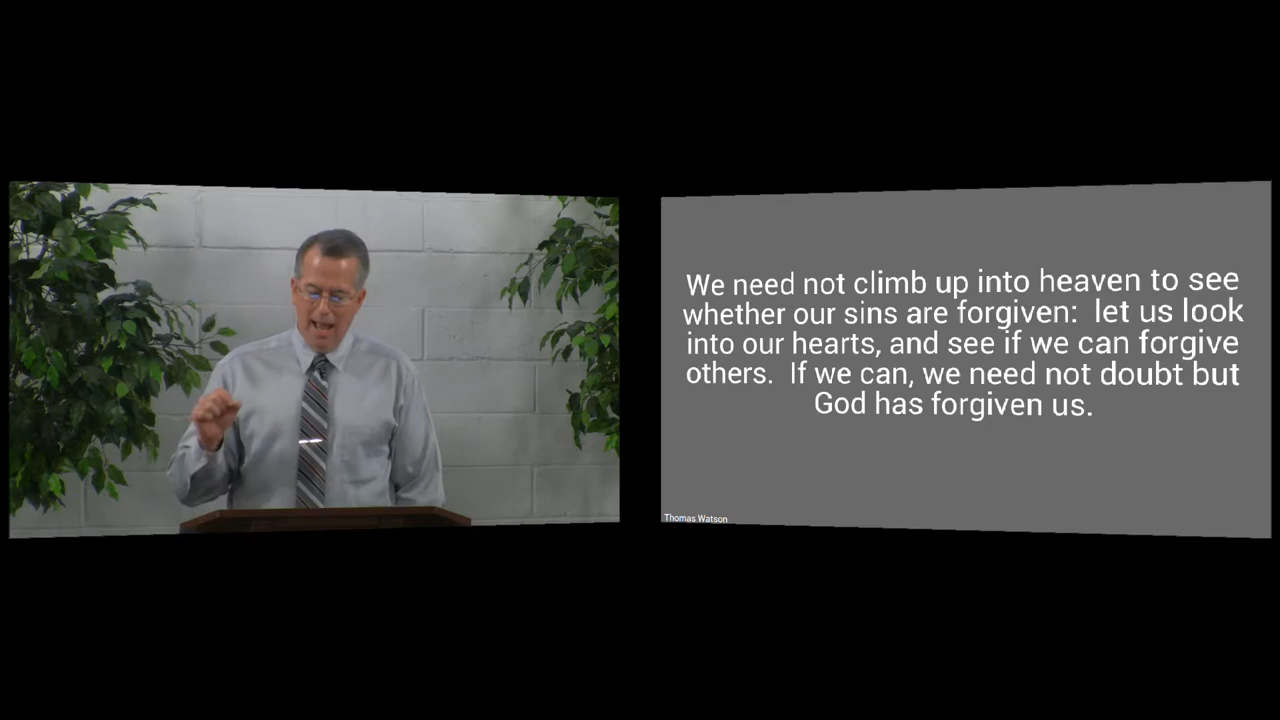 We need not climb up into heaven to see
whether our sins are forgiven:  let us look
into our hearts, and see if we can forgive
others.  If we can, we need not doubt but
God has forgiven us.
Thomas Watson